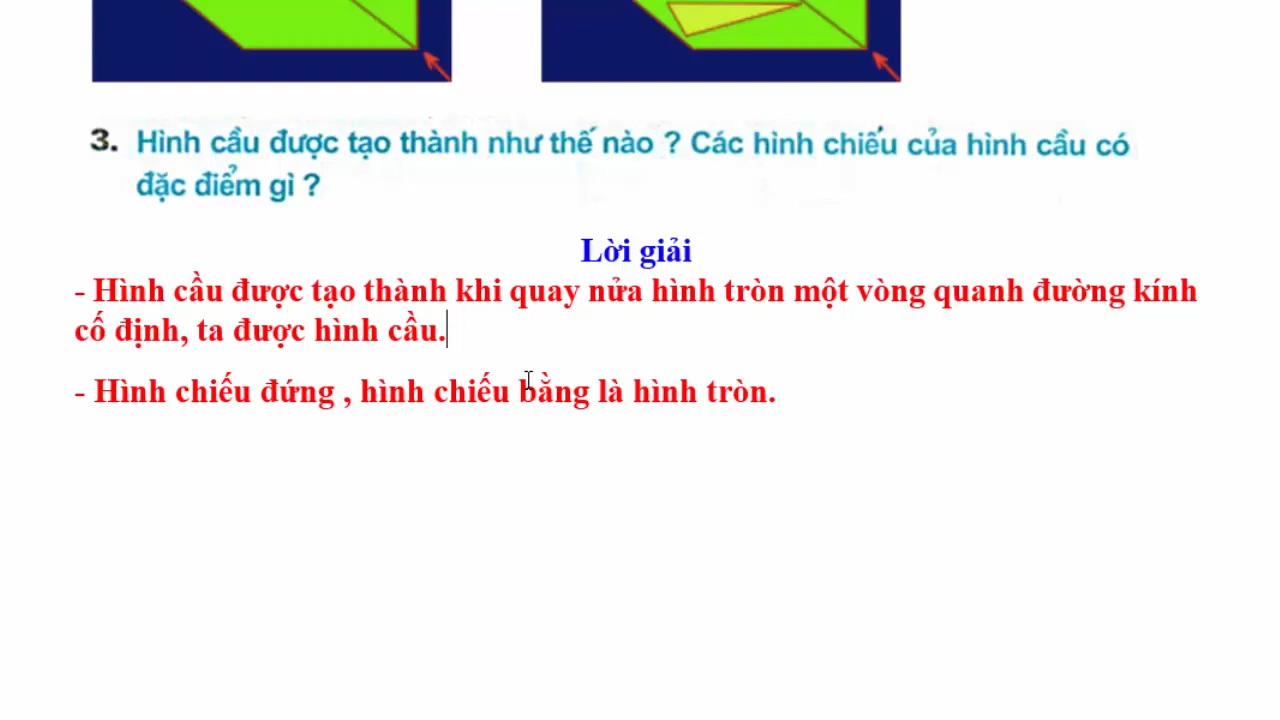 3. Hình cầu được tạo thành như thế nào ? Các hình chiếu của hình cầu có
đặc điểm gì ?
Lời giải
- Hình cầu được tạo thành khi quay nửa hình tròn một vòng quanh đường kính
cố định, ta được hình cầu.
- Hình chiếu đứng , hình chiếu bằng là hình tròn.